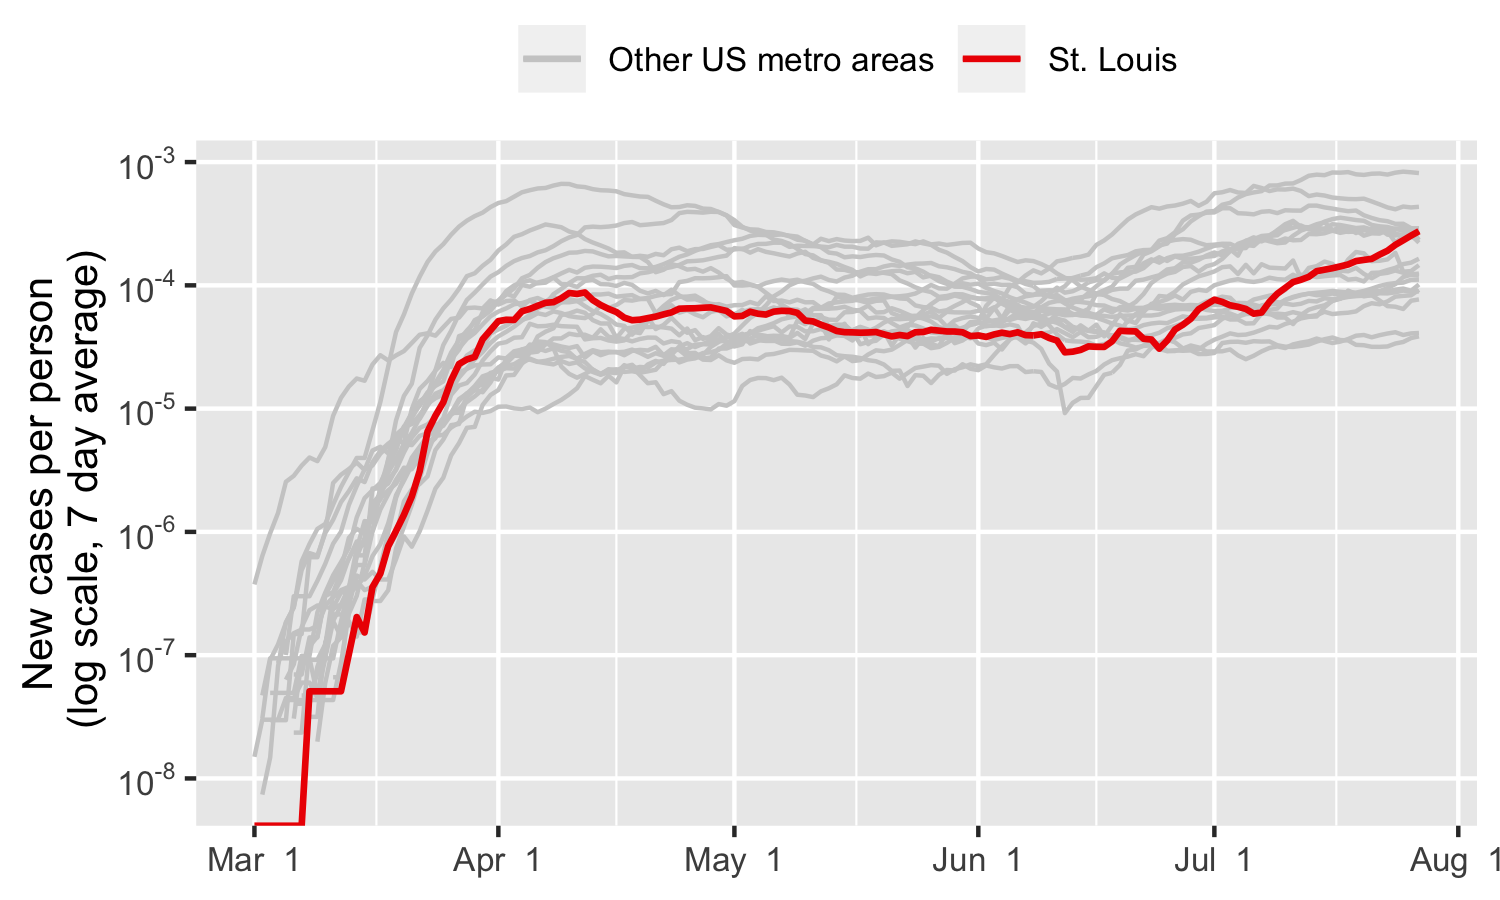 Other US metro areas St. Louis
New cases per person
(log scale, 7 day average)
10⁻³
10⁻⁴
10⁻⁵
10⁻⁶
10⁻⁷
10⁻⁸
Mar 1 Apr 1 May 1 Jun 1 Jul 1 Aug 1